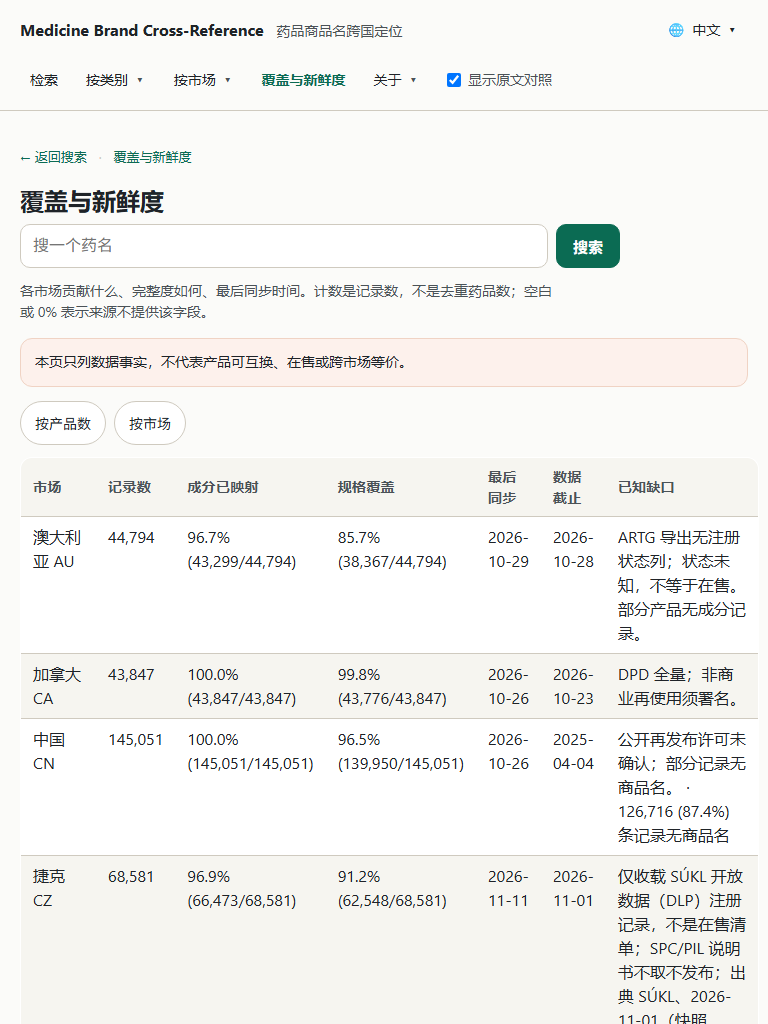 Medicine Brand Cross-Reference 药品商品名跨国定位
中文
检索 按类别 按市场 覆盖与新鲜度 关于 显示原文对照
← 返回搜索 · 覆盖与新鲜度
覆盖与新鲜度
搜一个药名 搜索
各市场贡献什么、完整度如何、最后同步时间。计数是记录数，不是去重药品数；空白
或 0% 表示来源不提供该字段。
本页只列数据事实，不代表产品可互换、在售或跨市场等价。
按产品数 按市场
市场 记录数 成分已映射 规格覆盖 最后 数据 已知缺口
同步 截止
澳大利 44,794 96.7% 85.7% 2026- 2026- ARTG 导出无注册
亚 AU (43,299/44,794) (38,367/44,794) 10-29 10-28 状态列；状态未
知，不等于在售。
部分产品无成分记
录。
加拿大 43,847 100.0% 99.8% 2026- 2026- DPD 全量；非商
CA (43,847/43,847) (43,776/43,847) 10-26 10-23 业再使用须署名。
中国 145,051 100.0% 96.5% 2026- 2025- 公开再发布许可未
CN (145,051/145,051) (139,950/145,051) 10-26 04-04 确认；部分记录无
商品名。 ·
126,716 (87.4%)
条记录无商品名
捷克 68,581 96.9% 91.2% 2026- 2026- 仅收载 SÚKL 开放
CZ (66,473/68,581) (62,548/68,581) 11-11 11-01 数据（DLP）注册
记录，不是在售清
单；SPC/PIL 说明
书不取不发布；出
典 SÚKL、2026-
11-01（快照